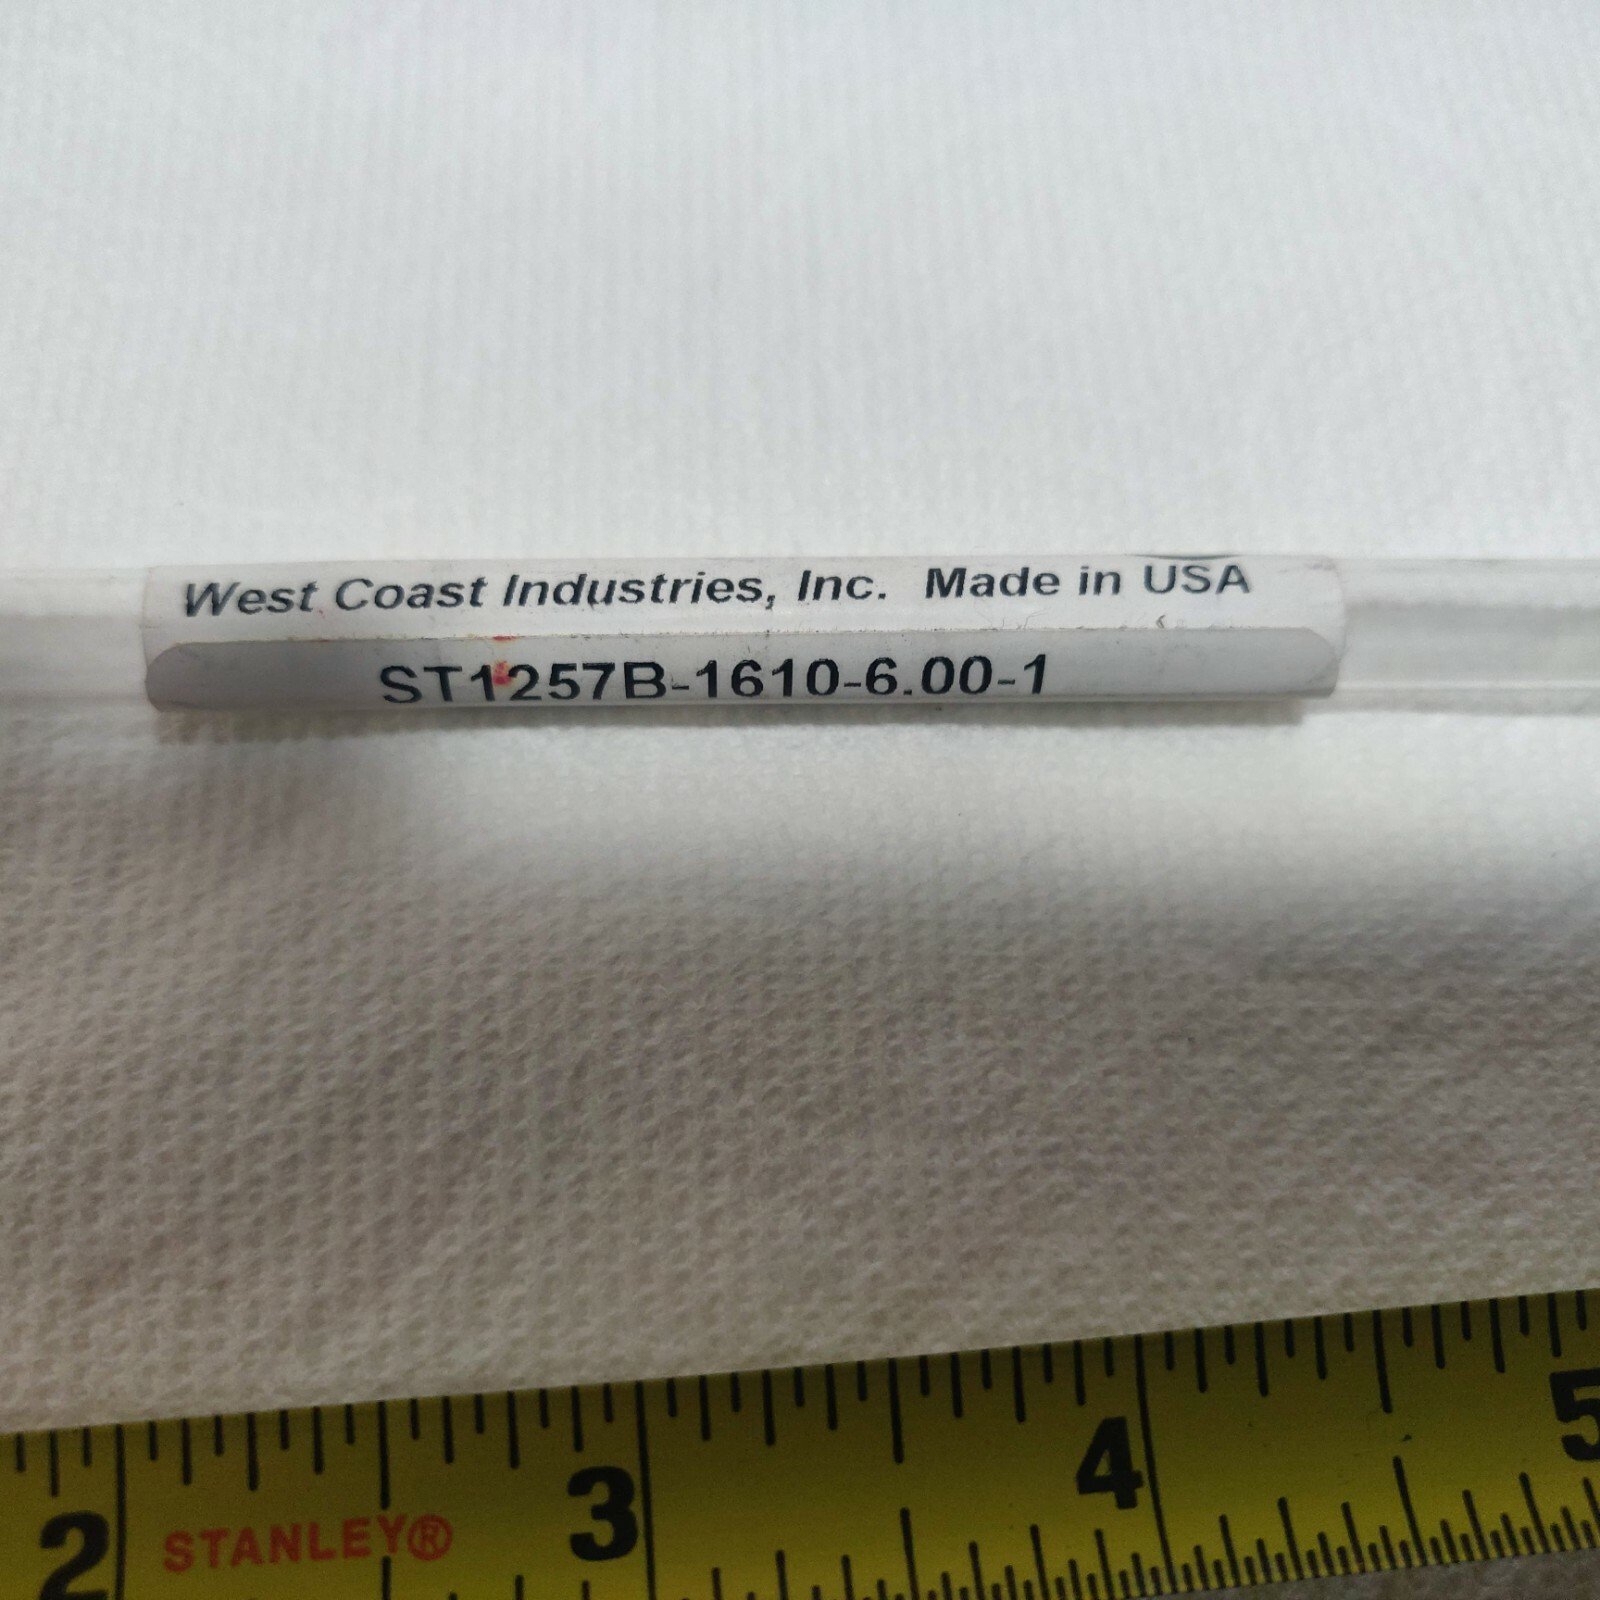 West Coast Industries, Inc. Made in USA
ST1257B-1610-6.00-1
2 STANLEY® 3 4 5